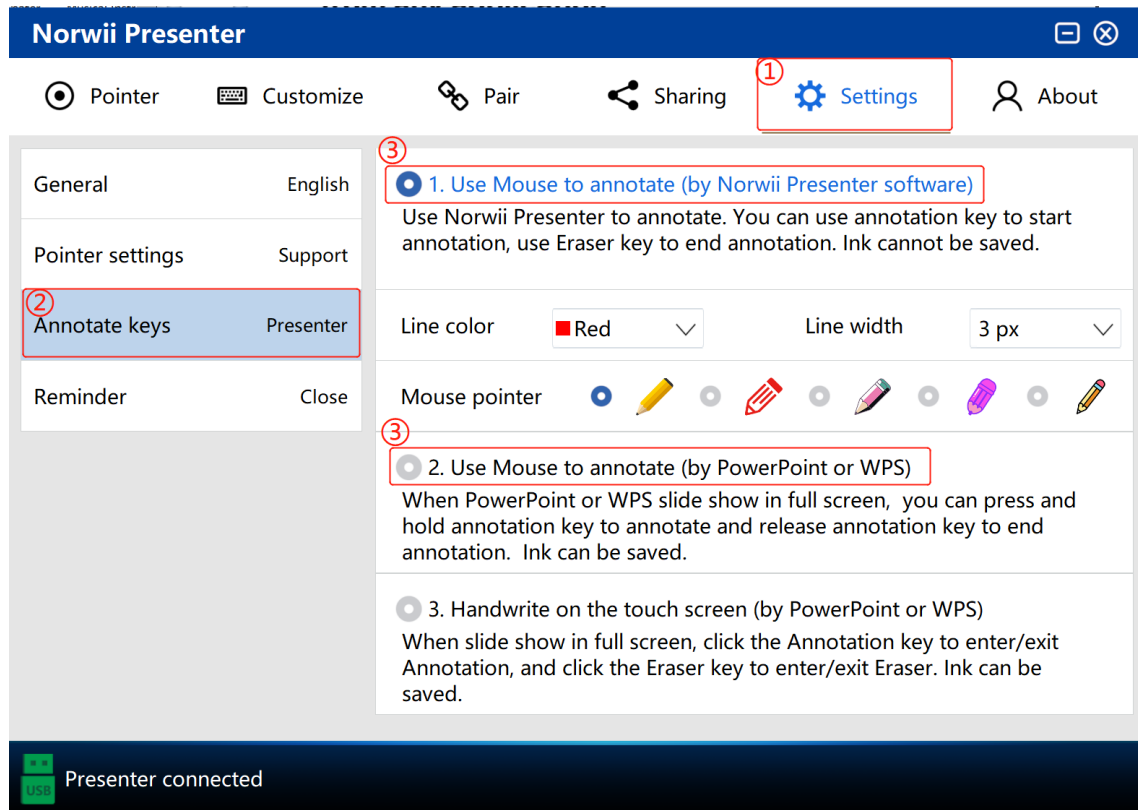 Norwii Presenter
Pointer
Customize
Pair
Sharing
①
Settings
About
General English
Pointer settings Support
②
Annotate keys Presenter
Reminder Close
③
1. Use Mouse to annotate (by Norwii Presenter software)
Use Norwii Presenter to annotate. You can use annotation key to start
annotation, use Eraser key to end annotation. Ink cannot be saved.
Line color Red Line width 3 px
Mouse pointer
③
2. Use Mouse to annotate (by PowerPoint or WPS)
When PowerPoint or WPS slide show in full screen, you can press and
hold annotation key to annotate and release annotation key to end
annotation. Ink can be saved.
3. Handwrite on the touch screen (by PowerPoint or WPS)
When slide show in full screen, click the Annotation key to enter/exit
Annotation, and click the Eraser key to enter/exit Eraser. Ink can be
saved.
USB
Presenter connected